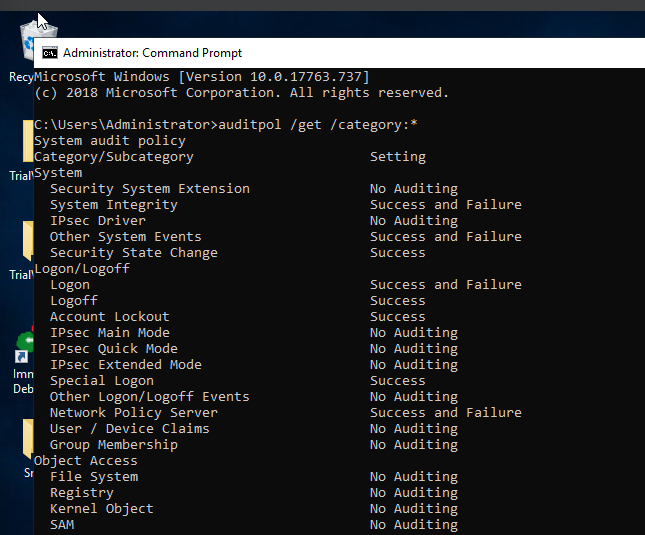 Administrator: Command Prompt
Recy
Microsoft Windows [Version 10.0.17763.737]
(c) 2018 Microsoft Corporation. All rights reserved.
C:\Users\Administrator>auditpol /get /category:*
System audit policy
Category/Subcategory                      Setting
System
  Security System Extension               No Auditing
  System Integrity                        Success and Failure
  IPsec Driver                            No Auditing
  Other System Events                     Success and Failure
  Security State Change                   Success
Logon/Logoff
  Logon                                   Success and Failure
  Logoff                                  Success
  Account Lockout                         Success
  IPsec Main Mode                         No Auditing
  IPsec Quick Mode                        No Auditing
  IPsec Extended Mode                     No Auditing
  Special Logon                           Success
  Other Logon/Logoff Events               No Auditing
  Network Policy Server                   Success and Failure
  User / Device Claims                    No Auditing
  Group Membership                        No Auditing
Object Access
  File System                             No Auditing
  Registry                                No Auditing
  Kernel Object                           No Auditing
  SAM                                     No Auditing
Trial
Trial
Imm
Deb